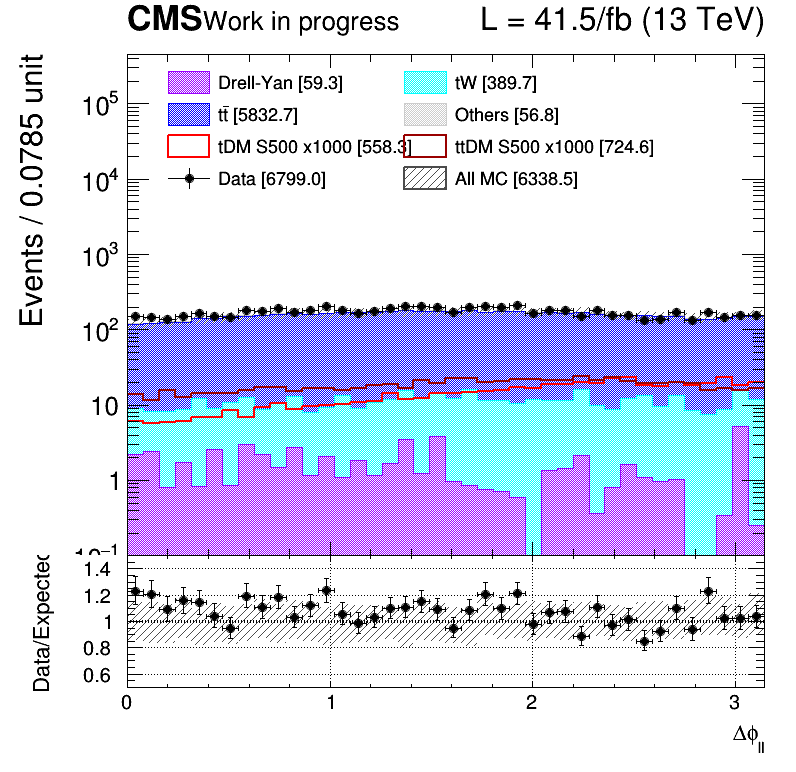 CMS Work in progress L = 41.5/fb (13 TeV)
Events / 0.0785 unit
Drell-Yan [59.3] tW [389.7]
tt̄ [5832.7] Others [56.8]
tDM S500 x1000 [558.3] ttDM S500 x1000 [724.6]
Data [6799.0] All MC [6338.5]
10⁵
10⁴
10³
10²
10
1
10⁻¹
Data/Expected
1.4
1.2
1
0.8
0.6
0 1 2 3
Δϕ_ll